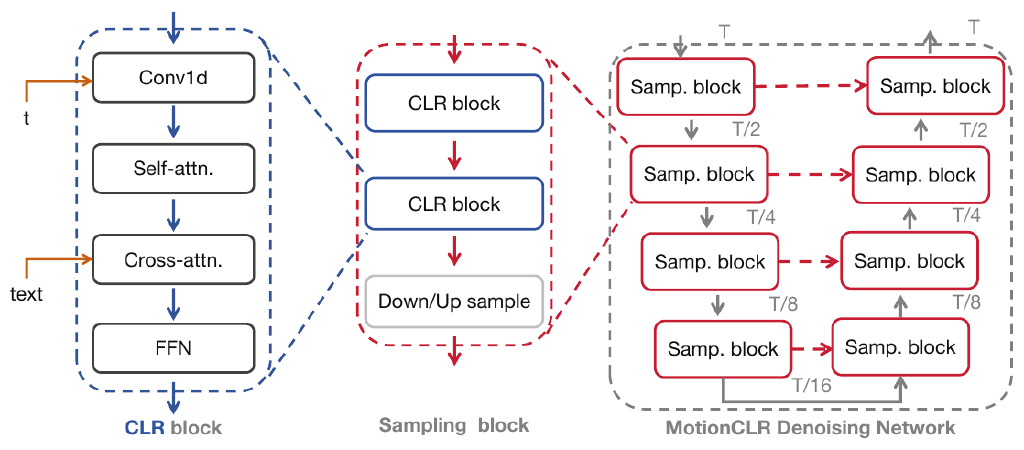 Conv1d
t
Self-attn.
Cross-attn.
text
FFN
CLR block
CLR block
CLR block
Down/Up sample
Sampling block
T
T
Samp. block
Samp. block
T/2
T/2
Samp. block
Samp. block
T/4
T/4
Samp. block
Samp. block
T/8
T/8
Samp. block
Samp. block
T/16
MotionCLR Denoising Network